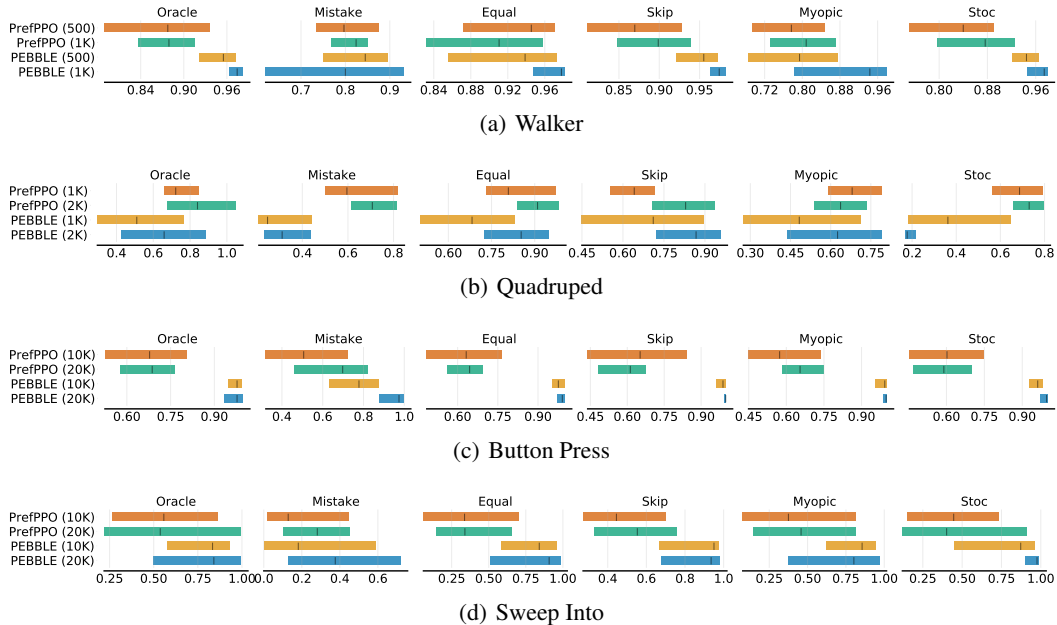 Oracle Mistake Equal Skip Myopic Stoc
PrefPPO (500)
PrefPPO (1K)
PEBBLE (500)
PEBBLE (1K)
0.84 0.90 0.96 0.7 0.8 0.9 0.84 0.88 0.92 0.96 0.85 0.90 0.95 0.72 0.80 0.88 0.96 0.80 0.88 0.96
(a) Walker
Oracle Mistake Equal Skip Myopic Stoc
PrefPPO (1K)
PrefPPO (2K)
PEBBLE (1K)
PEBBLE (2K)
0.4 0.6 0.8 1.0 0.4 0.6 0.8 0.60 0.75 0.90 0.45 0.60 0.75 0.90 0.30 0.45 0.60 0.75 0.2 0.4 0.6 0.8
(b) Quadruped
Oracle Mistake Equal Skip Myopic Stoc
PrefPPO (10K)
PrefPPO (20K)
PEBBLE (10K)
PEBBLE (20K)
0.60 0.75 0.90 0.4 0.6 0.8 1.0 0.60 0.75 0.90 0.45 0.60 0.75 0.90 0.45 0.60 0.75 0.90 0.60 0.75 0.90
(c) Button Press
Oracle Mistake Equal Skip Myopic Stoc
PrefPPO (10K)
PrefPPO (20K)
PEBBLE (10K)
PEBBLE (20K)
0.25 0.50 0.75 1.00 0.0 0.2 0.4 0.6 0.25 0.50 0.75 1.00 0.4 0.6 0.8 1.0 0.25 0.50 0.75 1.00 0.25 0.50 0.75 1.00
(d) Sweep Into